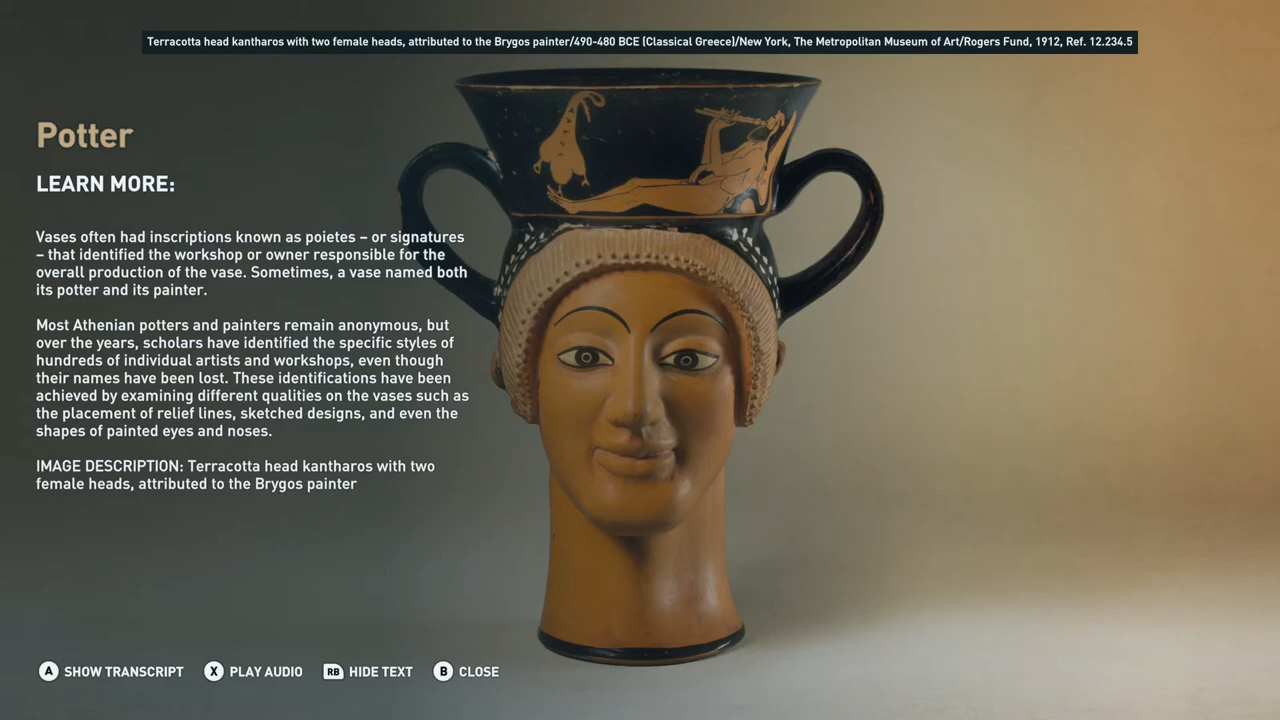 Terracotta head kantharos with two female heads, attributed to the Brygos painter/490-480 BCE (Classical Greece)/New York, The Metropolitan Museum of Art/Rogers Fund, 1912, Ref. 12.234.5
Potter
LEARN MORE:
Vases often had inscriptions known as poietes – or signatures
– that identified the workshop or owner responsible for the
overall production of the vase. Sometimes, a vase named both
its potter and its painter.
Most Athenian potters and painters remain anonymous, but
over the years, scholars have identified the specific styles of
hundreds of individual artists and workshops, even though
their names have been lost. These identifications have been
achieved by examining different qualities on the vases such as
the placement of relief lines, sketched designs, and even the
shapes of painted eyes and noses.
IMAGE DESCRIPTION: Terracotta head kantharos with two
female heads, attributed to the Brygos painter
A SHOW TRANSCRIPT X PLAY AUDIO RB HIDE TEXT B CLOSE